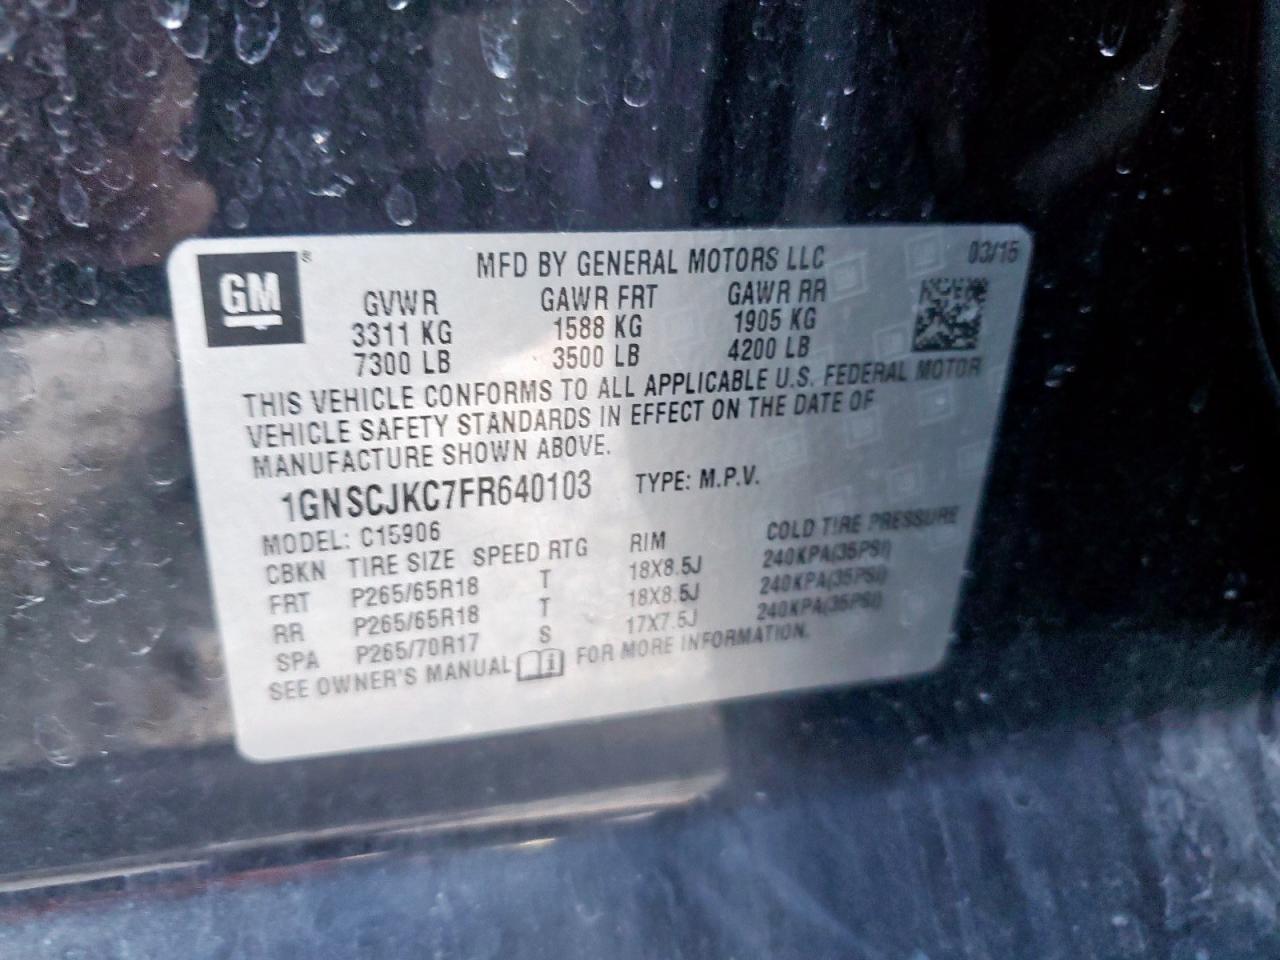 GM ® MFD BY GENERAL MOTORS LLC 03/15
GVWR GAWR FRT GAWR RR
3311 KG 1588 KG 1905 KG
7300 LB 3500 LB 4200 LB
THIS VEHICLE CONFORMS TO ALL APPLICABLE U.S. FEDERAL MOTOR
VEHICLE SAFETY STANDARDS IN EFFECT ON THE DATE OF
MANUFACTURE SHOWN ABOVE.
1GNSCJKC7FR640103 TYPE: M.P.V.
MODEL: C15906
CBKN TIRE SIZE SPEED RTG RIM COLD TIRE PRESSURE
FRT P265/65R18 T 18X8.5J 240KPA(35PSI)
RR P265/65R18 T 18X8.5J 240KPA(35PSI)
SPA P265/70R17 S 17X7.5J 240KPA(35PSI)
SEE OWNER'S MANUAL i FOR MORE INFORMATION.